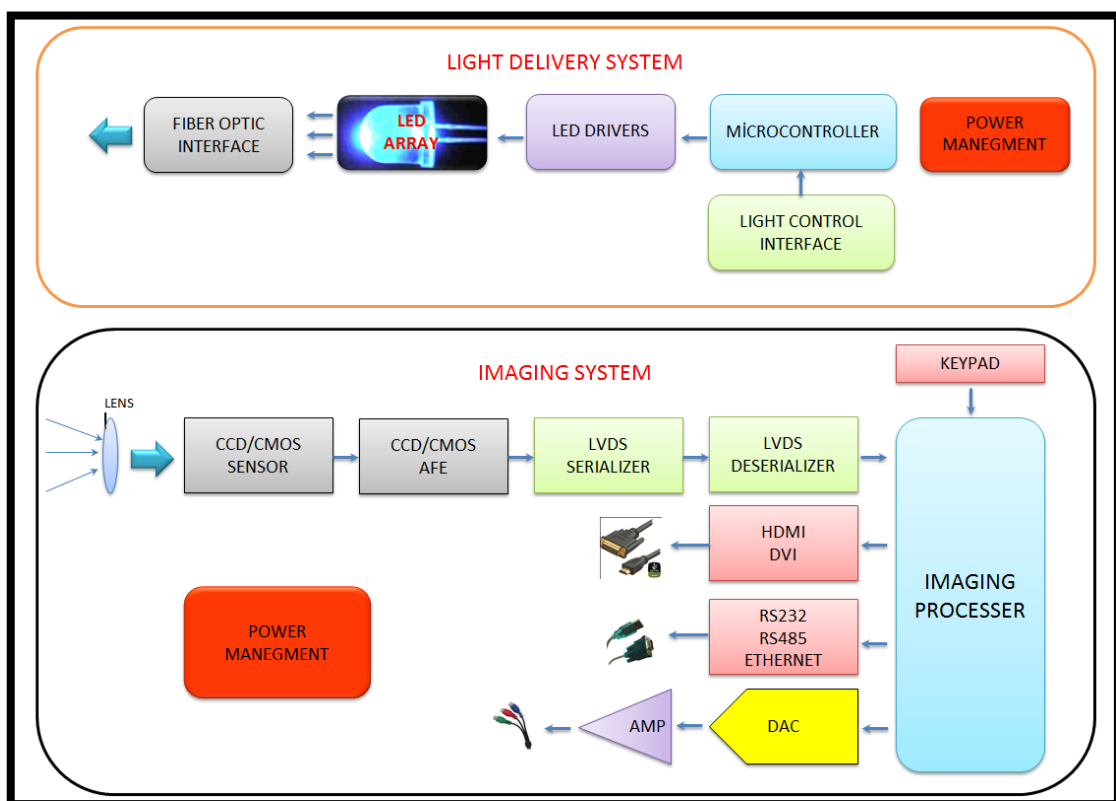 LIGHT DELIVERY SYSTEM
FIBER OPTIC
INTERFACE
LED
ARRAY
LED DRIVERS
MİCROCONTROLLER
POWER
MANEGMENT
LIGHT CONTROL
INTERFACE
IMAGING SYSTEM
KEYPAD
LENS
CCD/CMOS
SENSOR
CCD/CMOS
AFE
LVDS
SERIALIZER
LVDS
DESERIALIZER
HDMI
DVI
IMAGING
PROCESSER
POWER
MANEGMENT
RS232
RS485
ETHERNET
AMP
DAC